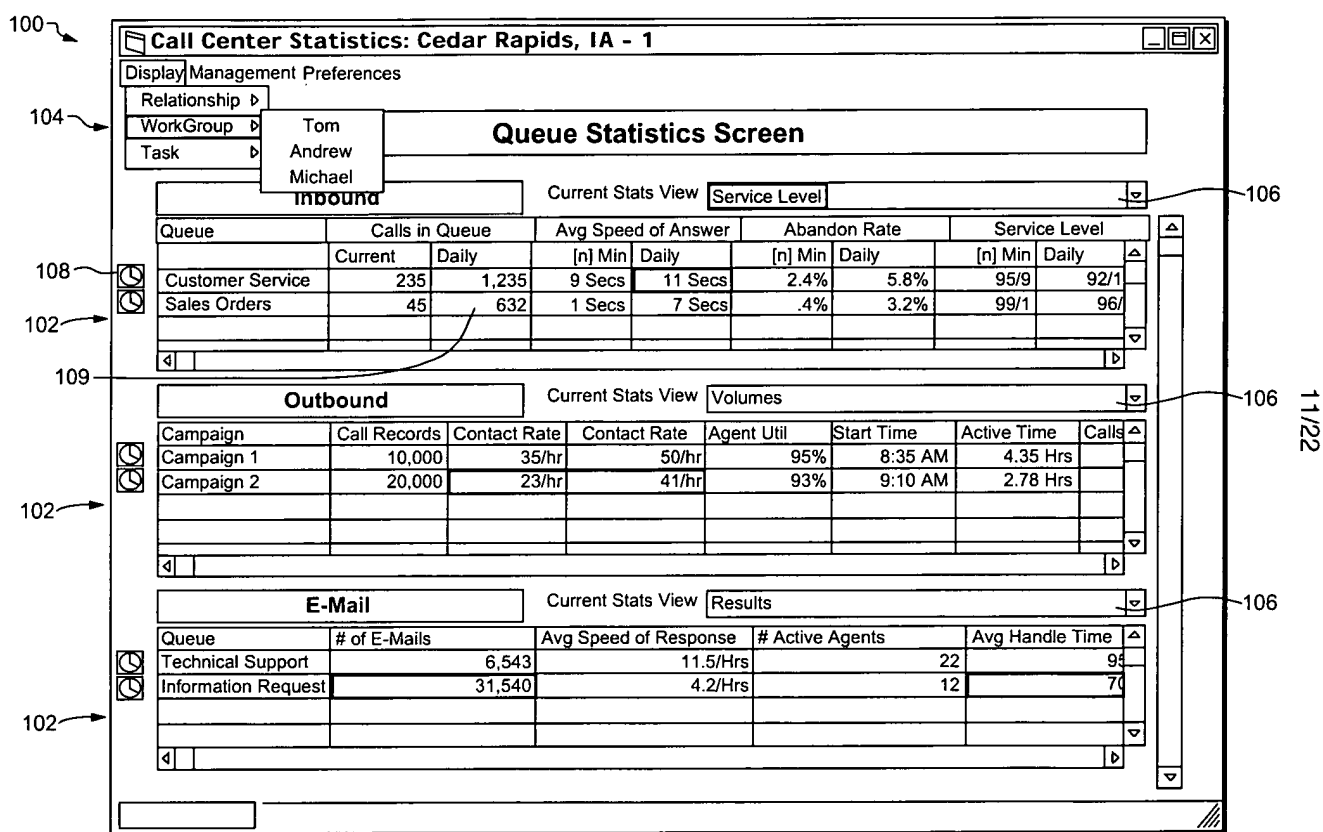 100
Call Center Statistics: Cedar Rapids, IA - 1
Display Management Preferences
Relationship
104 WorkGroup Tom
Task Andrew
Michael
Queue Statistics Screen
Inbound Current Stats View Service Level 106
Queue Calls in Queue Avg Speed of Answer Abandon Rate Service Level
Current Daily [n] Min Daily [n] Min Daily [n] Min Daily
108 Customer Service 235 1,235 9 Secs 11 Secs 2.4% 5.8% 95/9 92/1
Sales Orders 45 632 1 Secs 7 Secs .4% 3.2% 99/1 96/
102
109
Outbound Current Stats View Volumes 106
Campaign Call Records Contact Rate Contact Rate Agent Util Start Time Active Time Calls
Campaign 1 10,000 35/hr 50/hr 95% 8:35 AM 4.35 Hrs
Campaign 2 20,000 23/hr 41/hr 93% 9:10 AM 2.78 Hrs
102
E-Mail Current Stats View Results 106
Queue # of E-Mails Avg Speed of Response # Active Agents Avg Handle Time
Technical Support 6,543 11.5/Hrs 22 95
Information Request 31,540 4.2/Hrs 12 70
102
11/22